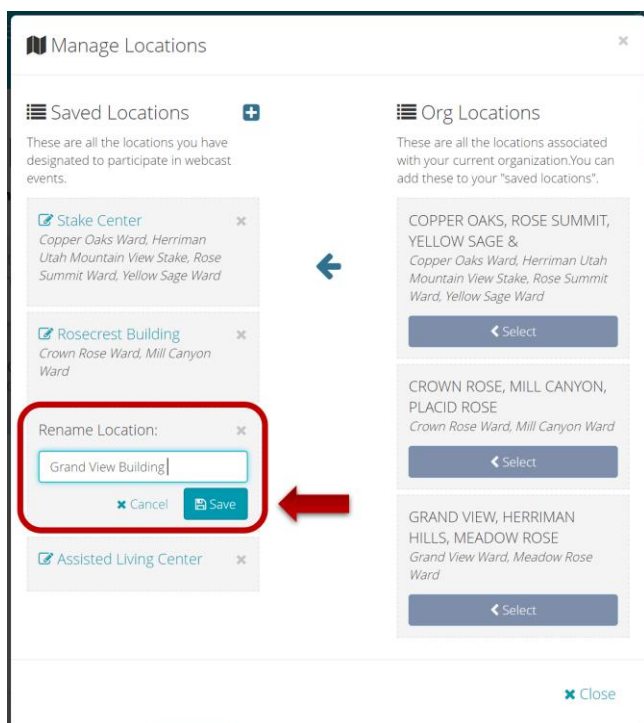 Manage Locations
×
Saved Locations
These are all the locations you have
designated to participate in webcast
events.
Stake Center ×
Copper Oaks Ward, Herriman
Utah Mountain View Stake, Rose
Summit Ward, Yellow Sage Ward
Rosecrest Building ×
Crown Rose Ward, Mill Canyon
Ward
Rename Location: ×
Grand View Building
× Cancel Save
Assisted Living Center ×
Org Locations
These are all the locations associated
with your current organization.You can
add these to your "saved locations".
COPPER OAKS, ROSE SUMMIT,
YELLOW SAGE &
Copper Oaks Ward, Herriman Utah
Mountain View Stake, Rose Summit
Ward, Yellow Sage Ward
Select
CROWN ROSE, MILL CANYON,
PLACID ROSE
Crown Rose Ward, Mill Canyon Ward
Select
GRAND VIEW, HERRIMAN
HILLS, MEADOW ROSE
Grand View Ward, Meadow Rose
Ward
Select
× Close